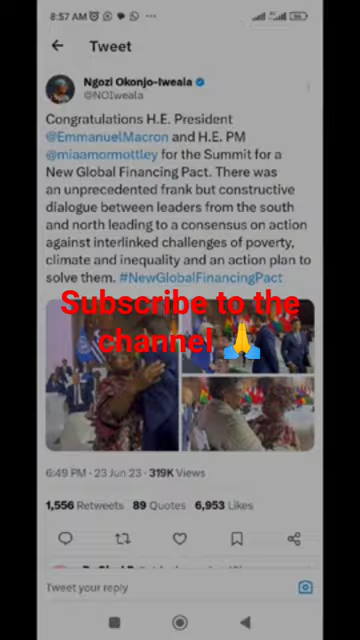 8:57 AM
Tweet
Ngozi Okonjo-Iweala
@NOIweala
Congratulations H.E. President
@EmmanuelMacron and H.E. PM
@miaamormottley for the Summit for a
New Global Financing Pact. There was
an unprecedented frank but constructive
dialogue between leaders from the south
and north leading to a consensus on action
against interlinked challenges of poverty,
climate and inequality and an action plan to
solve them. #NewGlobalFinancingPact
Subscribe to the
channel 🙏
6:49 PM · 23 Jun 23 · 319K Views
1,556 Retweets 89 Quotes 6,953 Likes
Tweet your reply